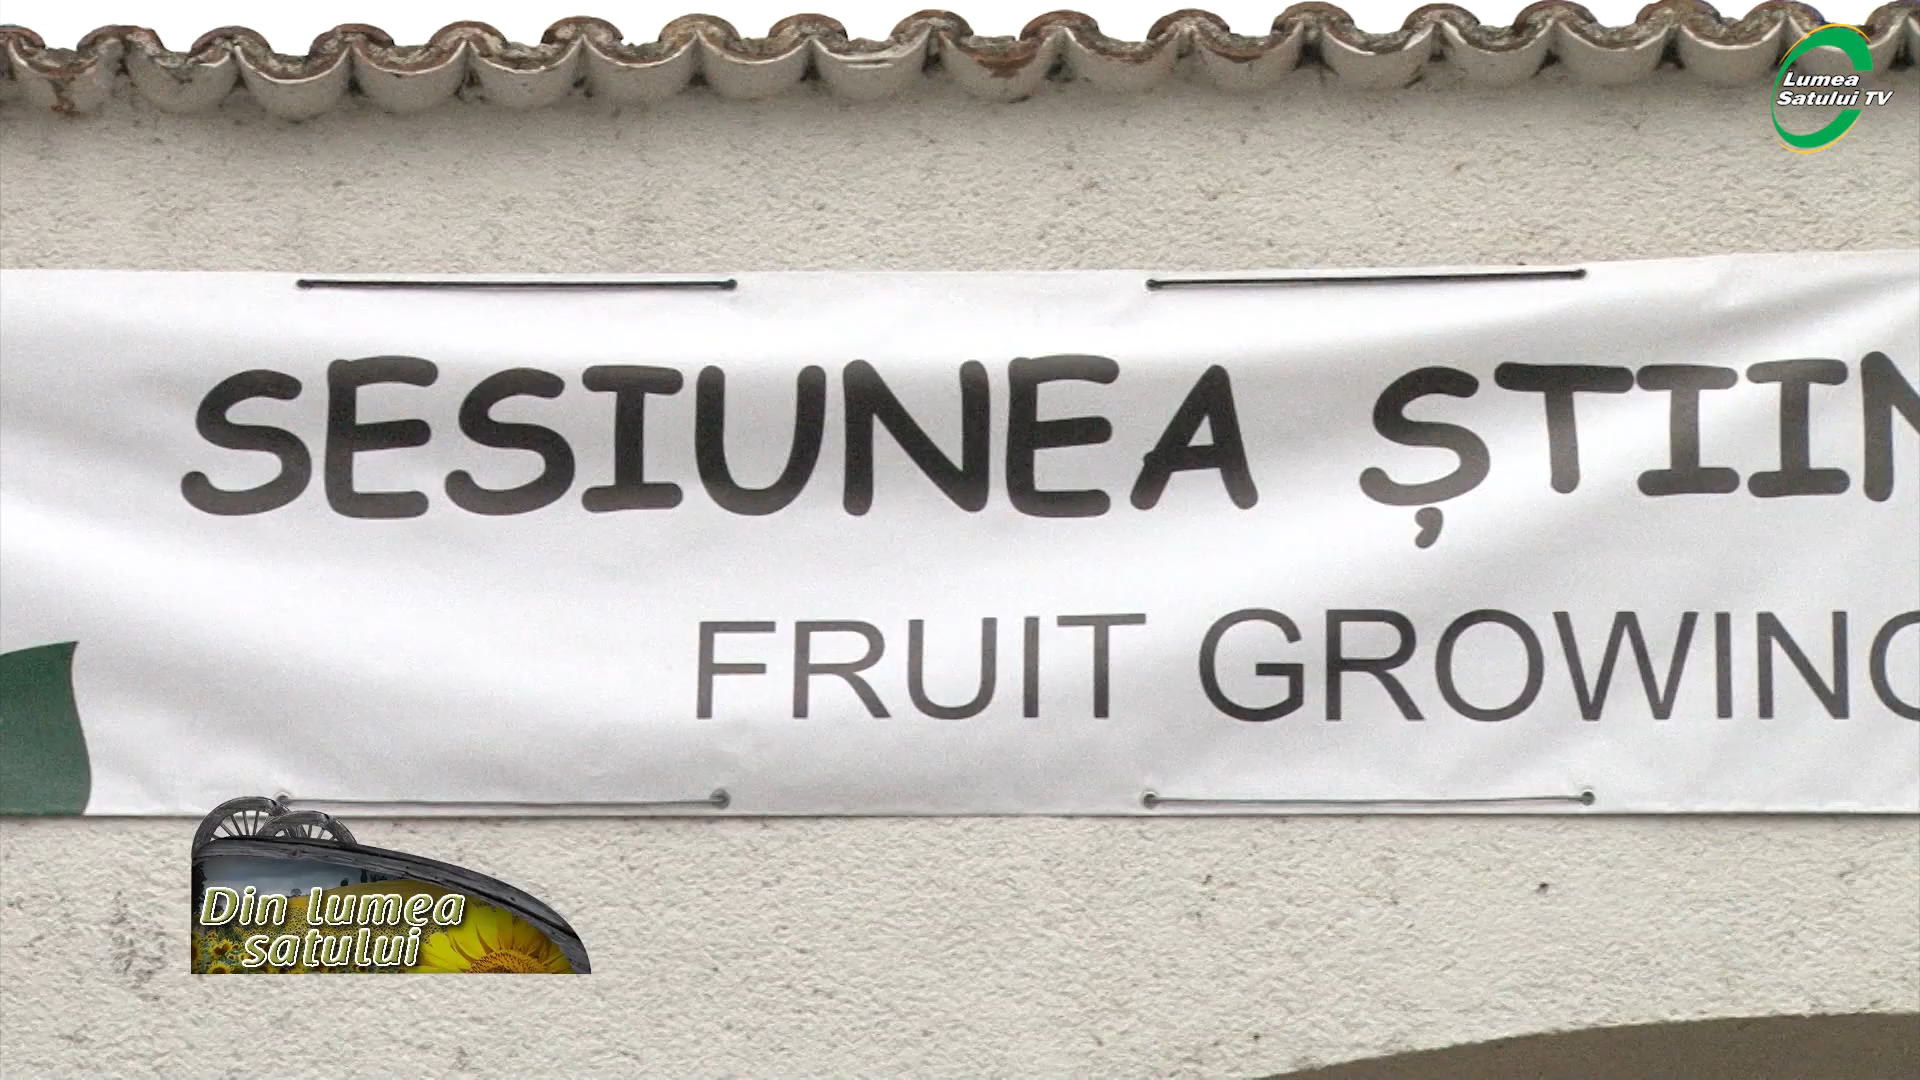 Lumea
Satului TV
SESIUNEA ȘTIIN
FRUIT GROWING
Din lumea
satului